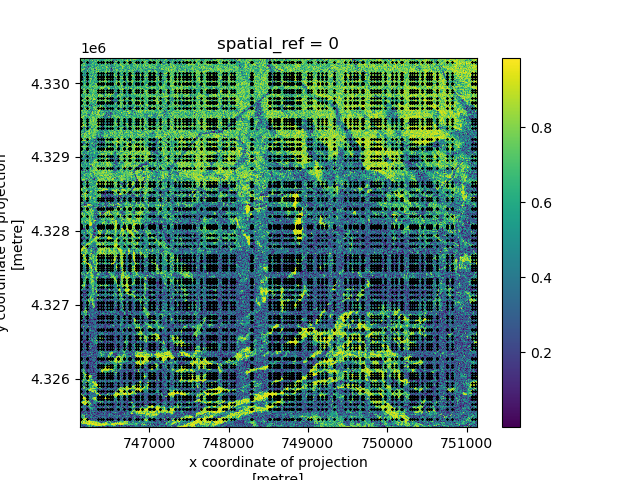 spatial_ref = 0
1e6
4.330
4.329
4.328
4.327
4.326
y coordinate of projection
[metre]
747000 748000 749000 750000 751000
x coordinate of projection
[metre]
0.8
0.6
0.4
0.2